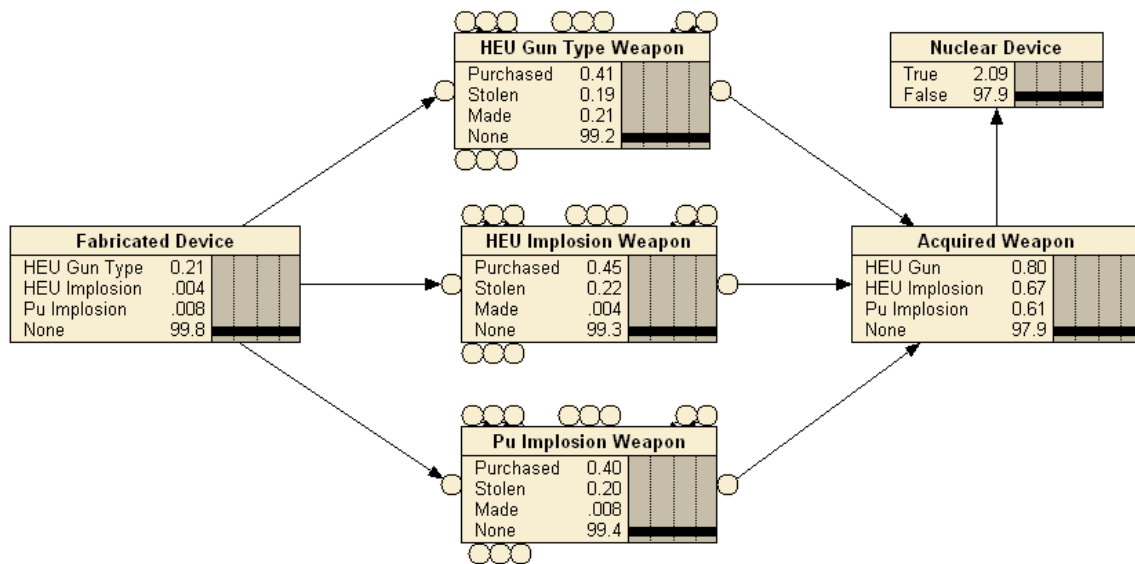 HEU Gun Type Weapon
Purchased 0.41
Stolen 0.19
Made 0.21
None 99.2
Nuclear Device
True 2.09
False 97.9
Fabricated Device
HEU Gun Type 0.21
HEU Implosion .004
Pu Implosion .008
None 99.8
HEU Implosion Weapon
Purchased 0.45
Stolen 0.22
Made .004
None 99.3
Acquired Weapon
HEU Gun 0.80
HEU Implosion 0.67
Pu Implosion 0.61
None 97.9
Pu Implosion Weapon
Purchased 0.40
Stolen 0.20
Made .008
None 99.4